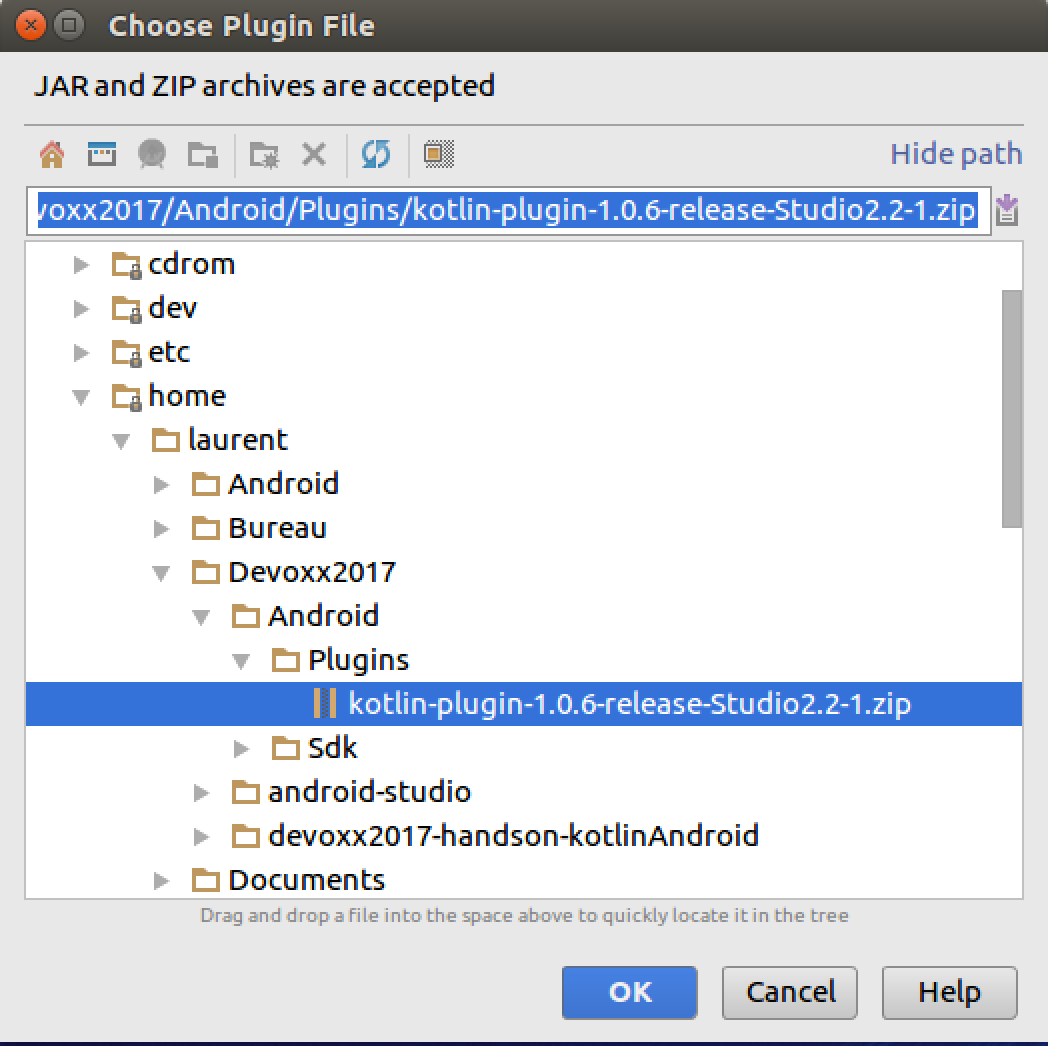 Choose Plugin File
JAR and ZIP archives are accepted
Hide path
voxx2017/Android/Plugins/kotlin-plugin-1.0.6-release-Studio2.2-1.zip
cdrom
dev
etc
home
laurent
Android
Bureau
Devoxx2017
Android
Plugins
kotlin-plugin-1.0.6-release-Studio2.2-1.zip
Sdk
android-studio
devoxx2017-handson-kotlinAndroid
Documents
Drag and drop a file into the space above to quickly locate it in the tree
OK Cancel Help